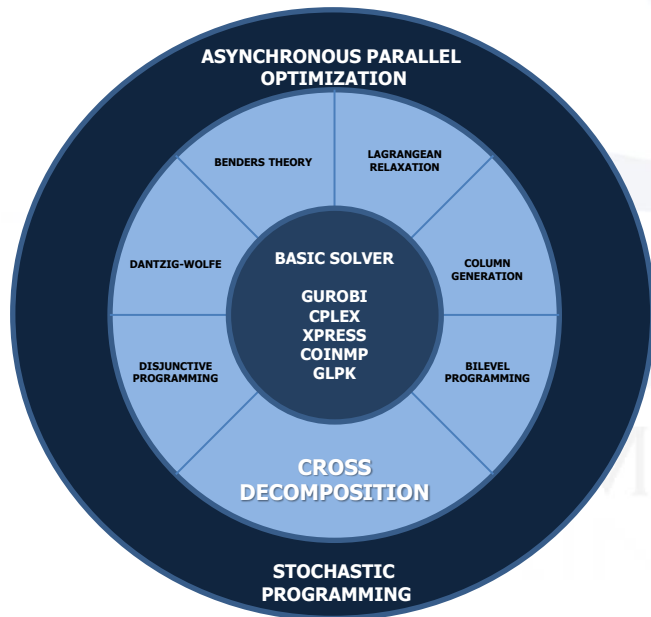 ASYNCHRONOUS PARALLEL
OPTIMIZATION
BENDERS THEORY
LAGRANGEAN
RELAXATION
DANTZIG-WOLFE
COLUMN
GENERATION
BASIC SOLVER
GUROBI
CPLEX
XPRESS
COINMP
GLPK
DISJUNCTIVE
PROGRAMMING
BILEVEL
PROGRAMMING
CROSS
DECOMPOSITION
STOCHASTIC
PROGRAMMING